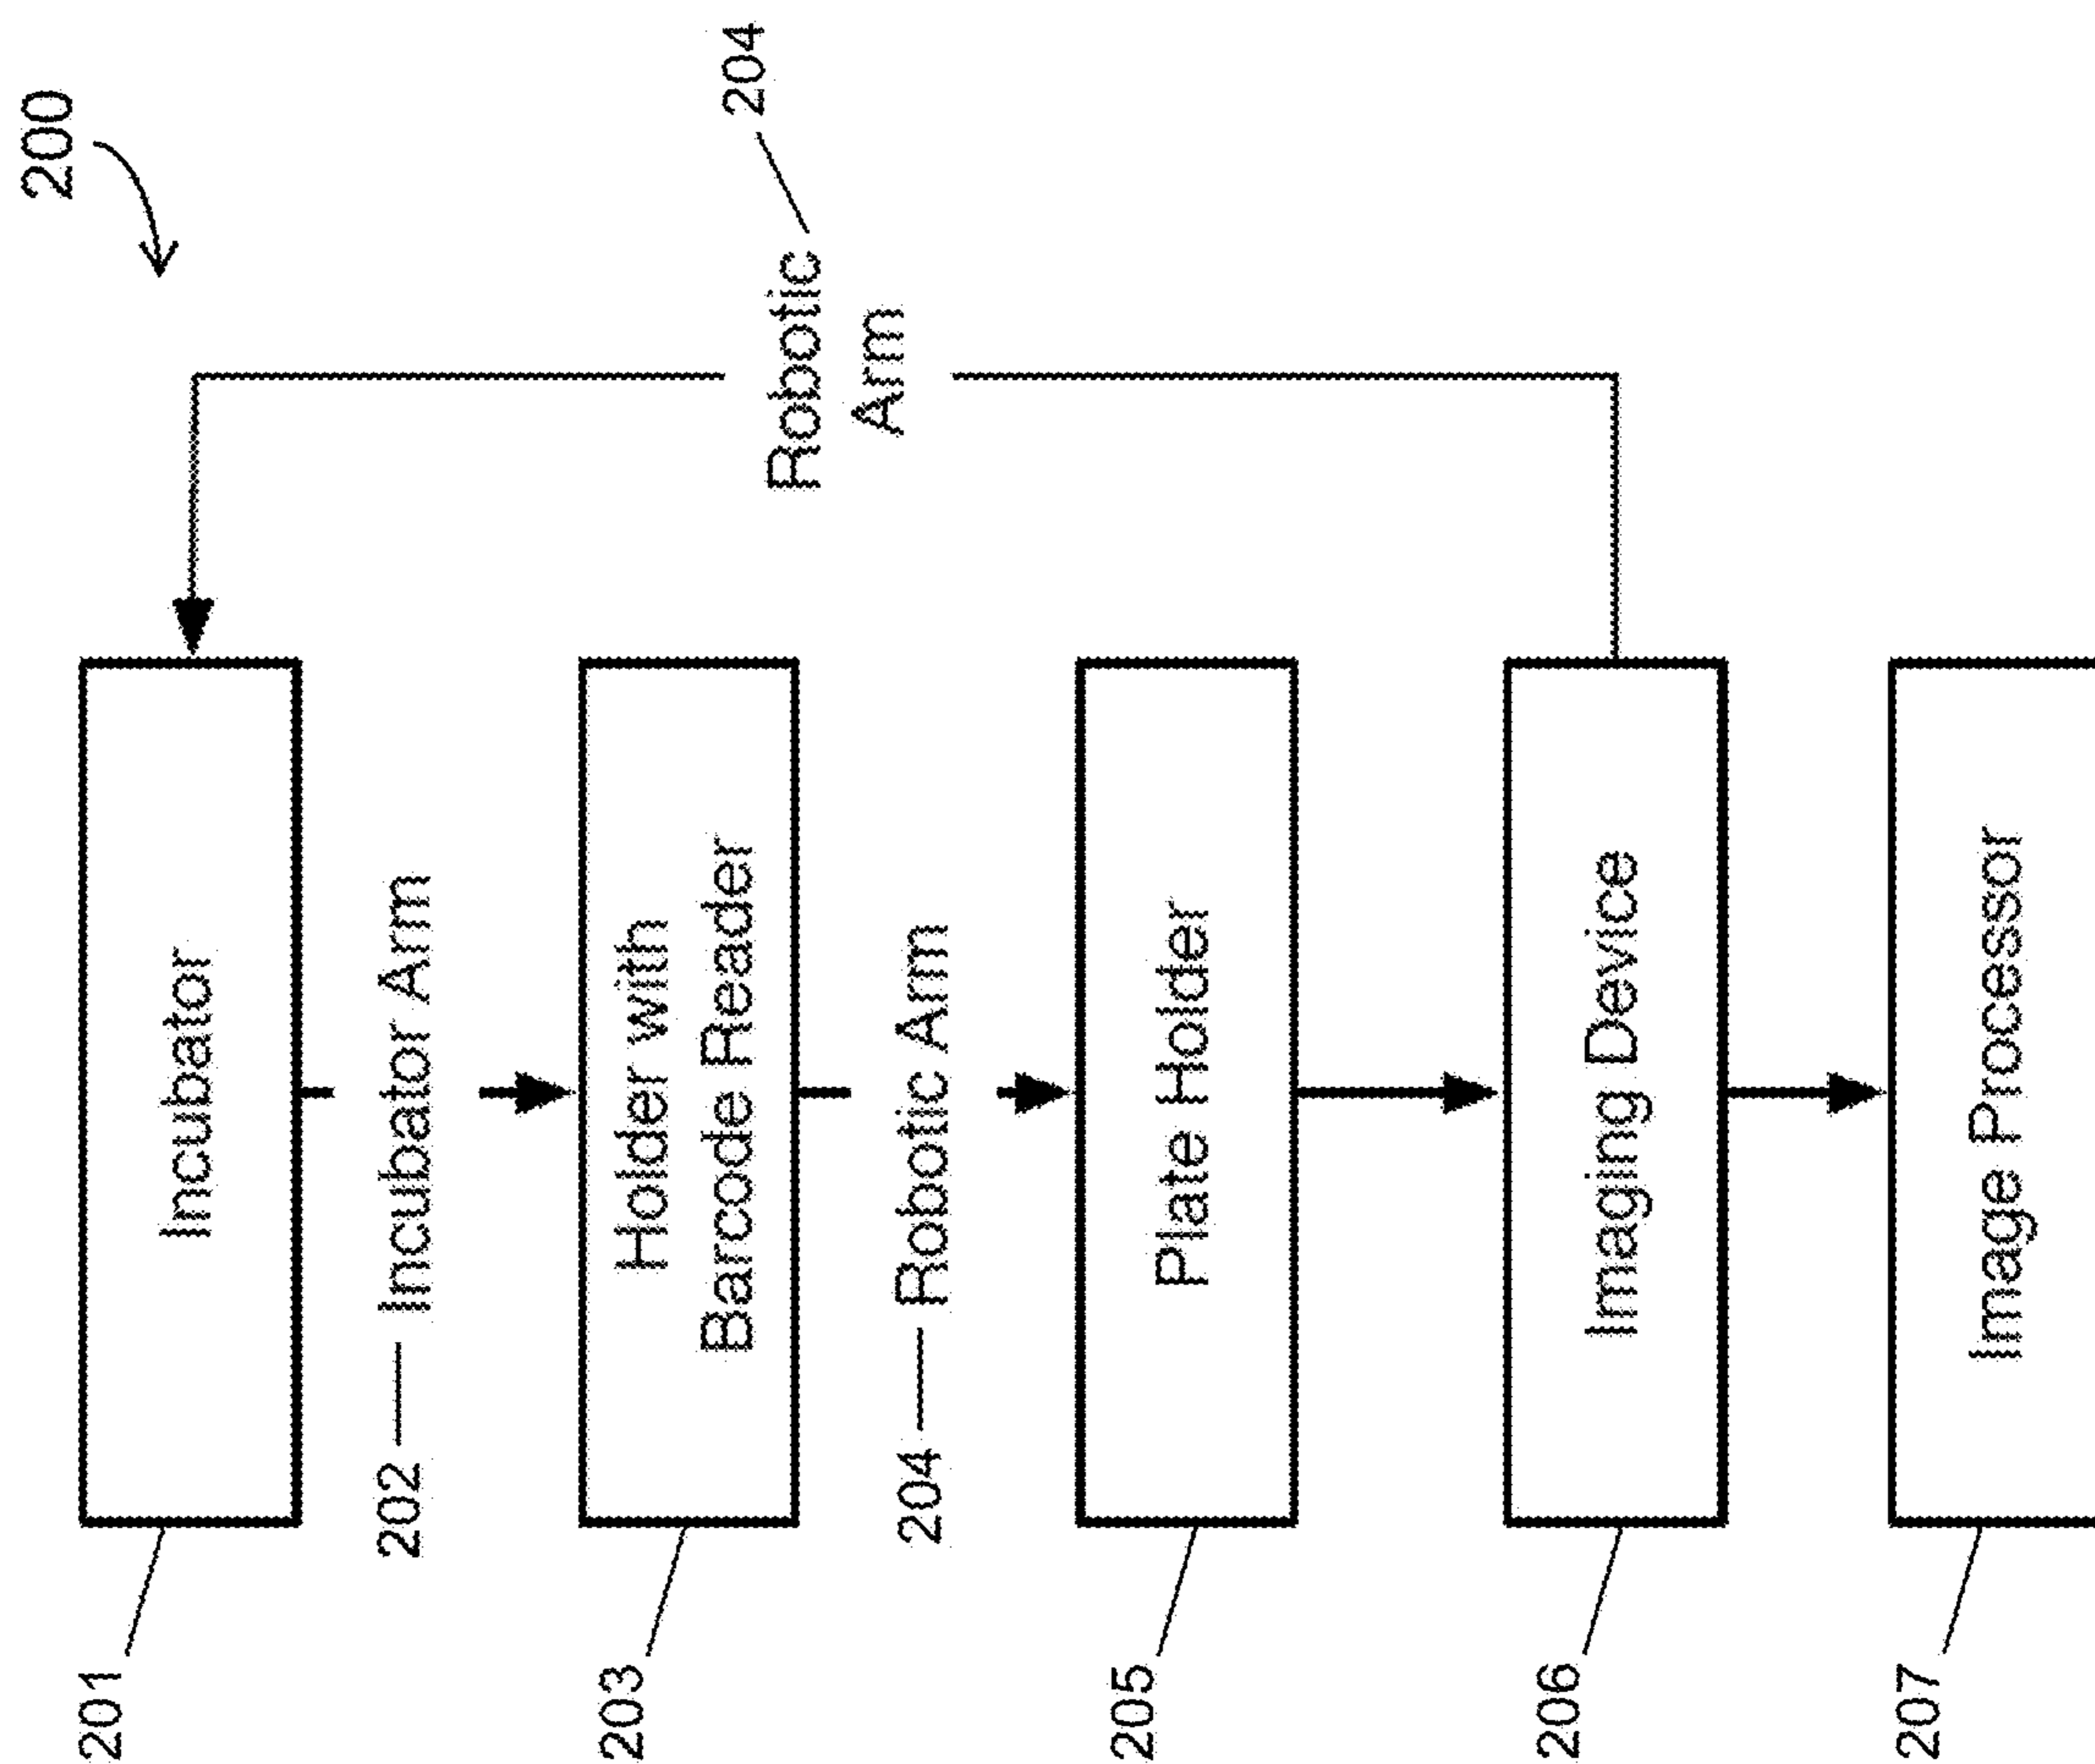 200
201
Incubator
202
Incubator Arm
203
Holder with
Barcode Reader
204
Robotic Arm
205
Plate Holder
206
Imaging Device
207
Image Processor
Robotic
Arm
204